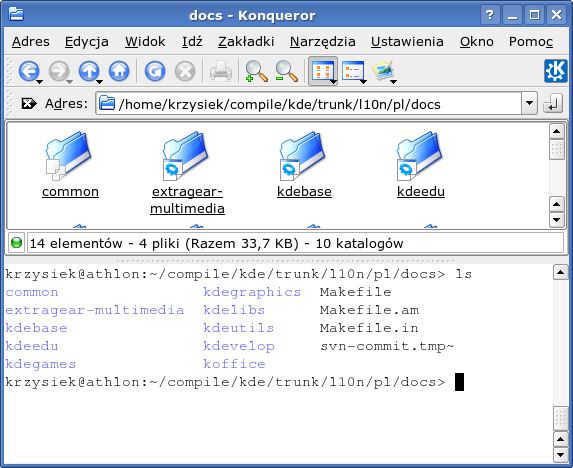 docs - Konqueror
Adres Edycja Widok Idź Zakładki Narzędzia Ustawienia Okno Pomoc
Adres: /home/krzysiek/compile/kde/trunk/l10n/pl/docs
common extragear-multimedia kdebase kdeedu
14 elementów - 4 pliki (Razem 33,7 KB) - 10 katalogów
krzysiek@athlon:~/compile/kde/trunk/l10n/pl/docs> ls
common kdegraphics Makefile
extragear-multimedia kdelibs Makefile.am
kdebase kdeutils Makefile.in
kdeedu kdevelop svn-commit.tmp~
kdegames koffice
krzysiek@athlon:~/compile/kde/trunk/l10n/pl/docs>